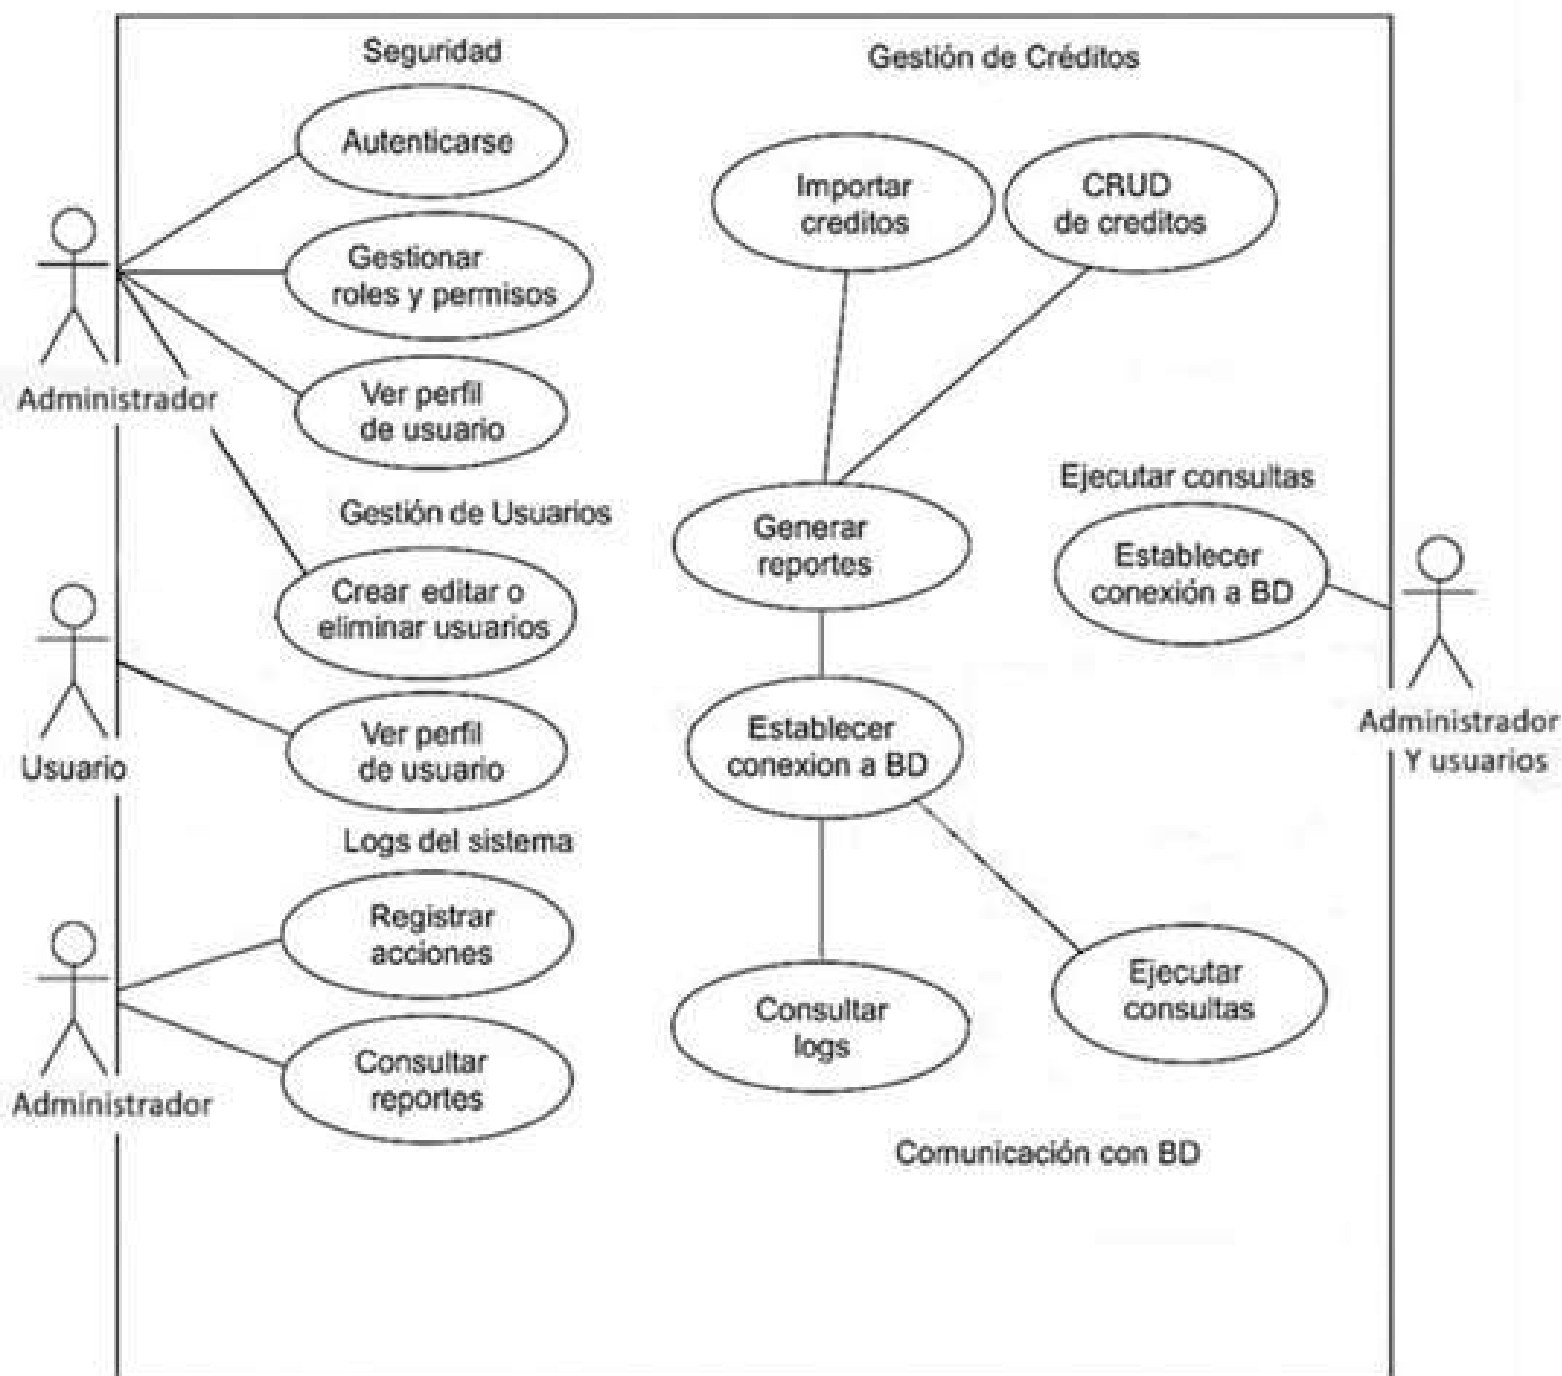 Seguridad
Autenticarse
Gestionar
roles y permisos
Ver perfil
de usuario
Administrador
Gestión de Usuarios
Crear editar o
eliminar usuarios
Usuario
Ver perfil
de usuario
Logs del sistema
Registrar
acciones
Consultar
reportes
Administrador
Gestión de Créditos
Importar
creditos
CRUD
de creditos
Generar
reportes
Ejecutar consultas
Establecer
conexión a BD
Administrador
Y usuarios
Establecer
conexion a BD
Consultar
logs
Ejecutar
consultas
Comunicación con BD